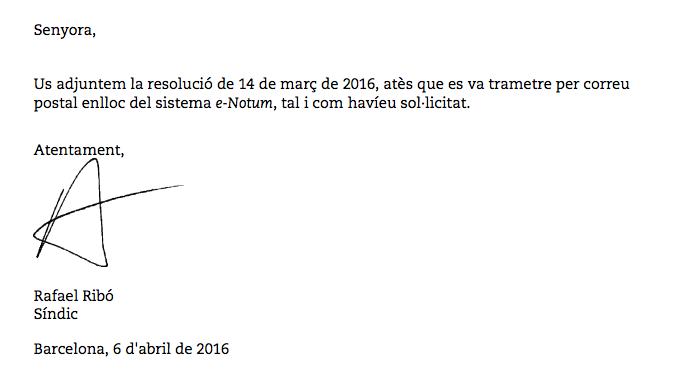 Senyora,
Us adjuntem la resolució de 14 de març de 2016, atès que es va trametre per correu
postal enlloc del sistema e-Notum, tal i com havíeu sol·licitat.
Atentament,
Rafael Ribó
Síndic
Barcelona, 6 d'abril de 2016